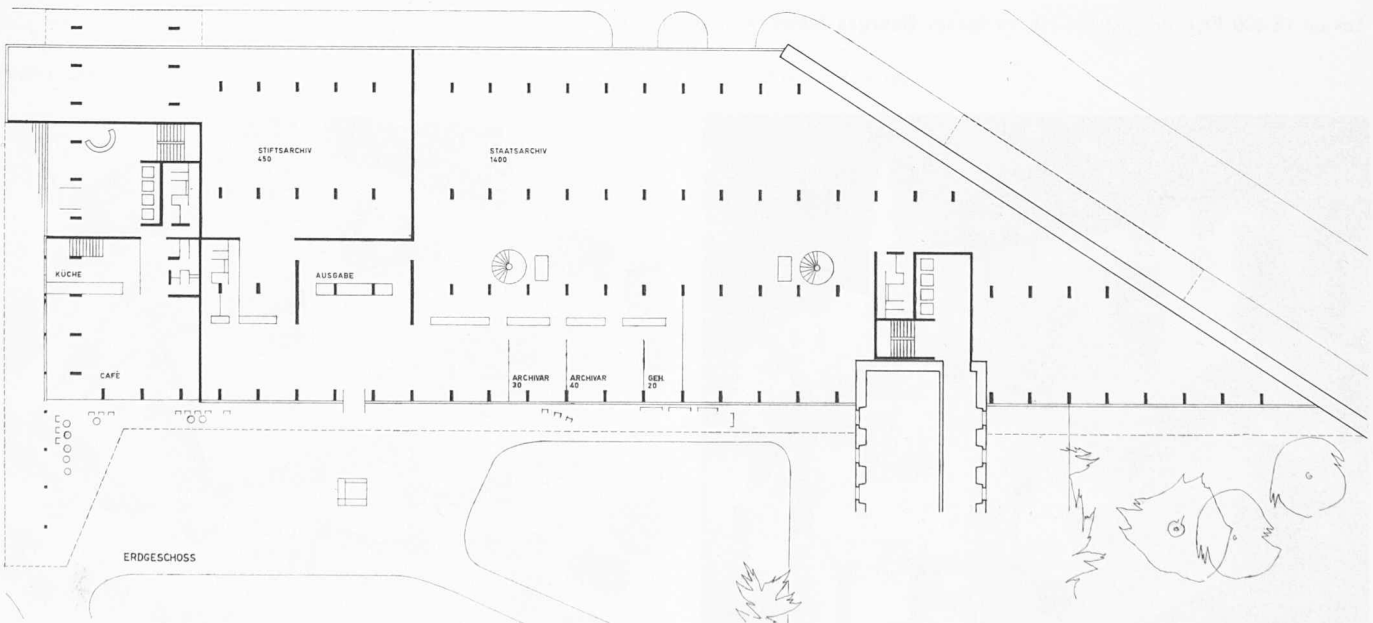 STIFTSARCHIV
450
STAATSARCHIV
1400
KÜCHE
AUSGABE
CAFÉ
ARCHIVAR
30
ARCHIVAR
40
GEH.
20
ERDGESCHOSS